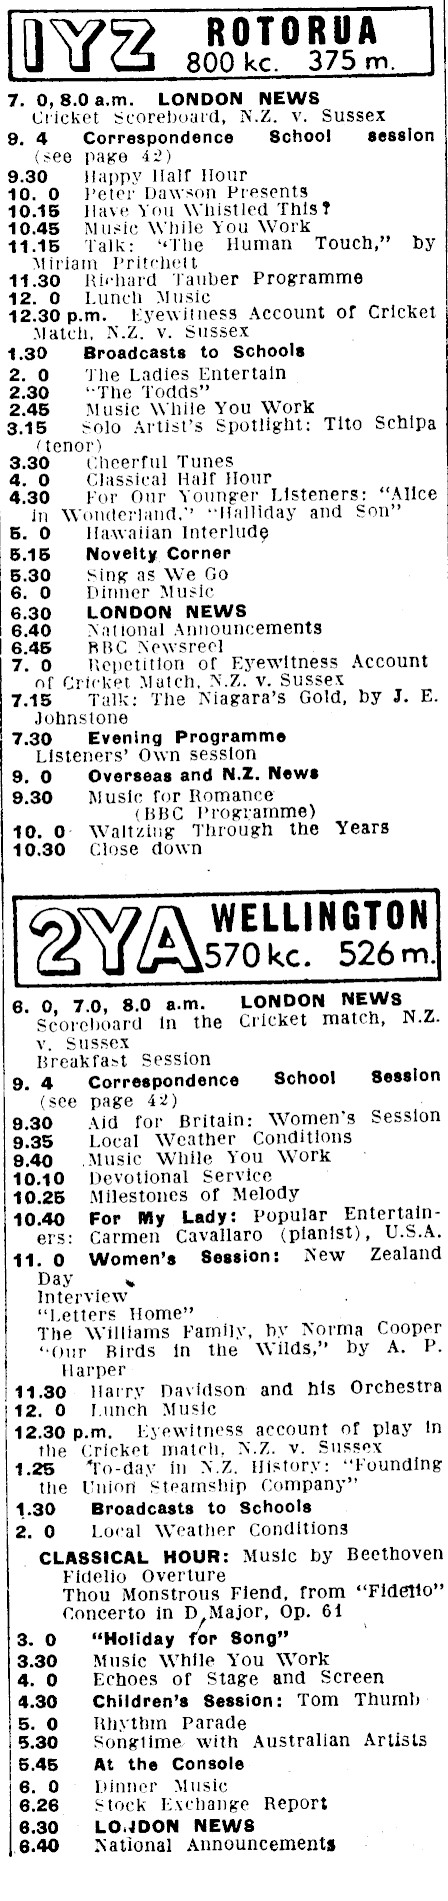 1YZ ROTORUA
800 kc. 375 m.
7. 0, 8.0 a.m. LONDON NEWS
Cricket Scoreboard, N.Z. v. Sussex
9. 4 Correspondence School session
(see page 42)
9.30 Happy Half Hour
10. 0 Peter Dawson Presents
10.15 Have You Whistled This?
10.45 Music While You Work
11.15 Talk: "The Human Touch," by
Miriam Pritchett
11.30 Richard Tauber Programme
12. 0 Lunch Music
12.30 p.m. Eyewitness Account of Cricket
Match, N.Z. v. Sussex
1.30 Broadcasts to Schools
2. 0 The Ladies Entertain
2.30 "The Todds"
2.45 Music While You Work
3.15 Solo Artist's Spotlight: Tito Schipa
(tenor)
3.30 Cheerful Tunes
4. 0 Classical Half Hour
4.30 For Our Younger Listeners: "Alice
in Wonderland," "Halliday and Son"
5. 0 Hawaiian Interlude
5.15 Novelty Corner
5.30 Sing as We Go
6. 0 Dinner Music
6.30 LONDON NEWS
6.40 National Announcements
6.45 BBC Newsreel
7. 0 Repetition of Eyewitness Account
of Cricket Match, N.Z. v. Sussex
7.15 Talk: The Niagara's Gold, by J. E.
Johnstone
7.30 Evening Programme
Listeners' Own session
9. 0 Overseas and N.Z. News
9.30 Music for Romance
(BBC Programme)
10. 0 Waltzing Through the Years
10.30 Close down
2YA WELLINGTON
570 kc. 526 m.
6. 0, 7.0, 8.0 a.m. LONDON NEWS
Scoreboard in the Cricket match, N.Z.
v. Sussex
Breakfast Session
9. 4 Correspondence School Session
(see page 42)
9.30 Aid for Britain: Women's Session
9.35 Local Weather Conditions
9.40 Music While You Work
10.10 Devotional Service
10.25 Milestones of Melody
10.40 For My Lady: Popular Entertain-
ers: Carmen Cavallaro (pianist), U.S.A.
11. 0 Women's Session: New Zealand
Day
Interview
"Letters Home"
The Williams Family, by Norma Cooper
"Our Birds in the Wilds," by A. P.
Harper
11.30 Harry Davidson and his Orchestra
12. 0 Lunch Music
12.30 p.m. Eyewitness account of play in
the Cricket match, N.Z. v. Sussex
1.25 To-day in N.Z. History: "Founding
the Union Steamship Company"
1.30 Broadcasts to Schools
2. 0 Local Weather Conditions
CLASSICAL HOUR: Music by Beethoven
Fidelio Overture
Thou Monstrous Fiend, from "Fidelio"
Concerto in D Major, Op. 61
3. 0 "Holiday for Song"
3.30 Music While You Work
4. 0 Echoes of Stage and Screen
4.30 Children's Session: Tom Thumb
5. 0 Rhythm Parade
5.30 Songtime with Australian Artists
5.45 At the Console
6. 0 Dinner Music
6.26 Stock Exchange Report
6.30 LONDON NEWS
6.40 National Announcements